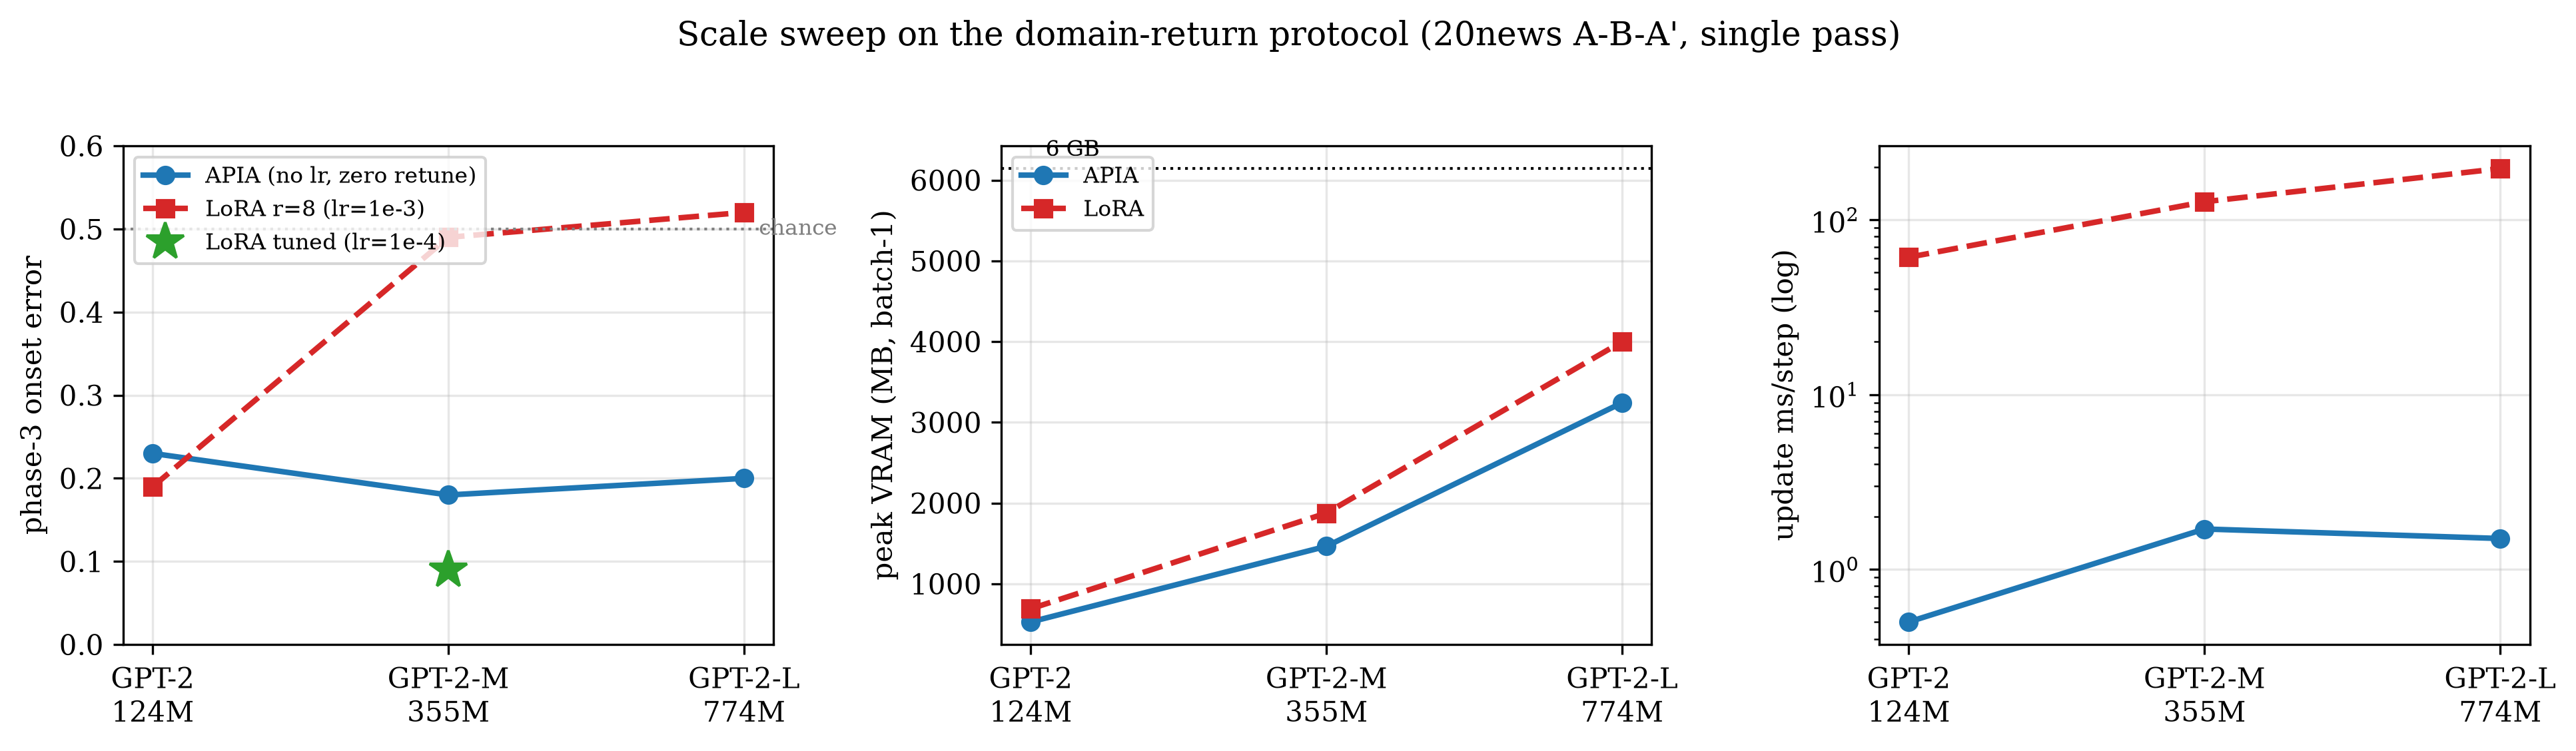 Scale sweep on the domain-return protocol (20news A-B-A', single pass)
phase-3 onset error
0.6
0.5
0.4
0.3
0.2
0.1
0.0
APIA (no lr, zero retune)
LoRA r=8 (lr=1e-3)
LoRA tuned (lr=1e-4)
chance
GPT-2
124M
GPT-2-M
355M
GPT-2-L
774M
peak VRAM (MB, batch-1)
6000
5000
4000
3000
2000
1000
6 GB
APIA
LoRA
GPT-2
124M
GPT-2-M
355M
GPT-2-L
774M
update ms/step (log)
10²
10¹
10⁰
GPT-2
124M
GPT-2-M
355M
GPT-2-L
774M